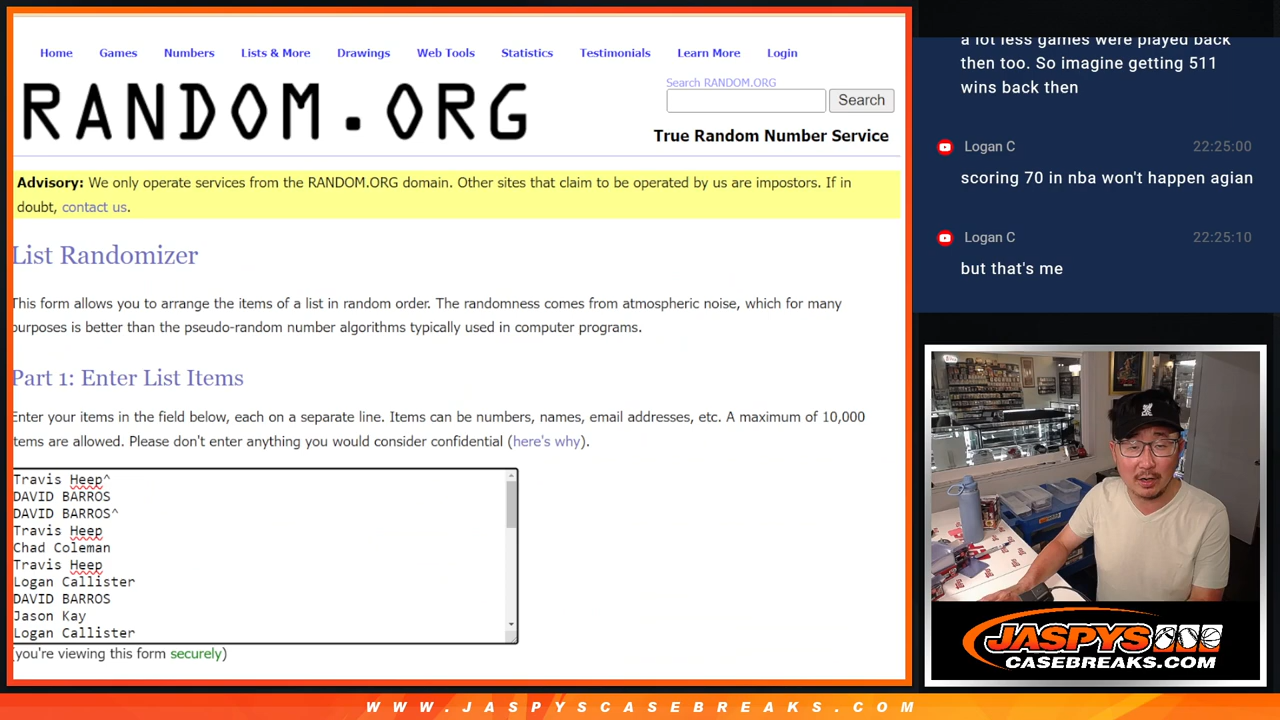 Home Games Numbers Lists & More Drawings Web Tools Statistics Testimonials Learn More Login
RANDOM.ORG
Search RANDOM.ORG
Search
True Random Number Service
Advisory: We only operate services from the RANDOM.ORG domain. Other sites that claim to be operated by us are impostors. If in
doubt, contact us.
List Randomizer
This form allows you to arrange the items of a list in random order. The randomness comes from atmospheric noise, which for many
purposes is better than the pseudo-random number algorithms typically used in computer programs.
Part 1: Enter List Items
Enter your items in the field below, each on a separate line. Items can be numbers, names, email addresses, etc. A maximum of 10,000
items are allowed. Please don't enter anything you would consider confidential (here's why).
Travis Heep^
DAVID BARROS
DAVID BARROS^
Travis Heep
Chad Coleman
Travis Heep
Logan Callister
DAVID BARROS
Jason Kay
Logan Callister
(you're viewing this form securely)
a lot less games were played back
then too. So imagine getting 511
wins back then
Logan C 22:25:00
scoring 70 in nba won't happen agian
Logan C 22:25:10
but that's me
JASPYS
CASEBREAKS.COM
WWW.JASPYSCASEBREAKS.COM